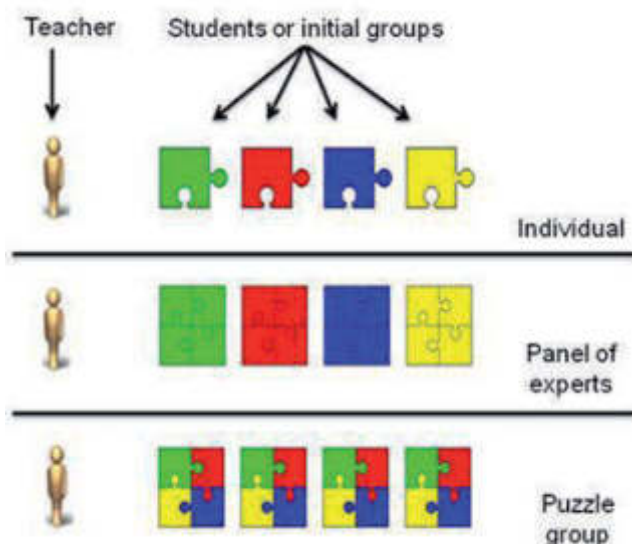 Teacher
Students or initial groups
Individual
Panel of
experts
Puzzle
group